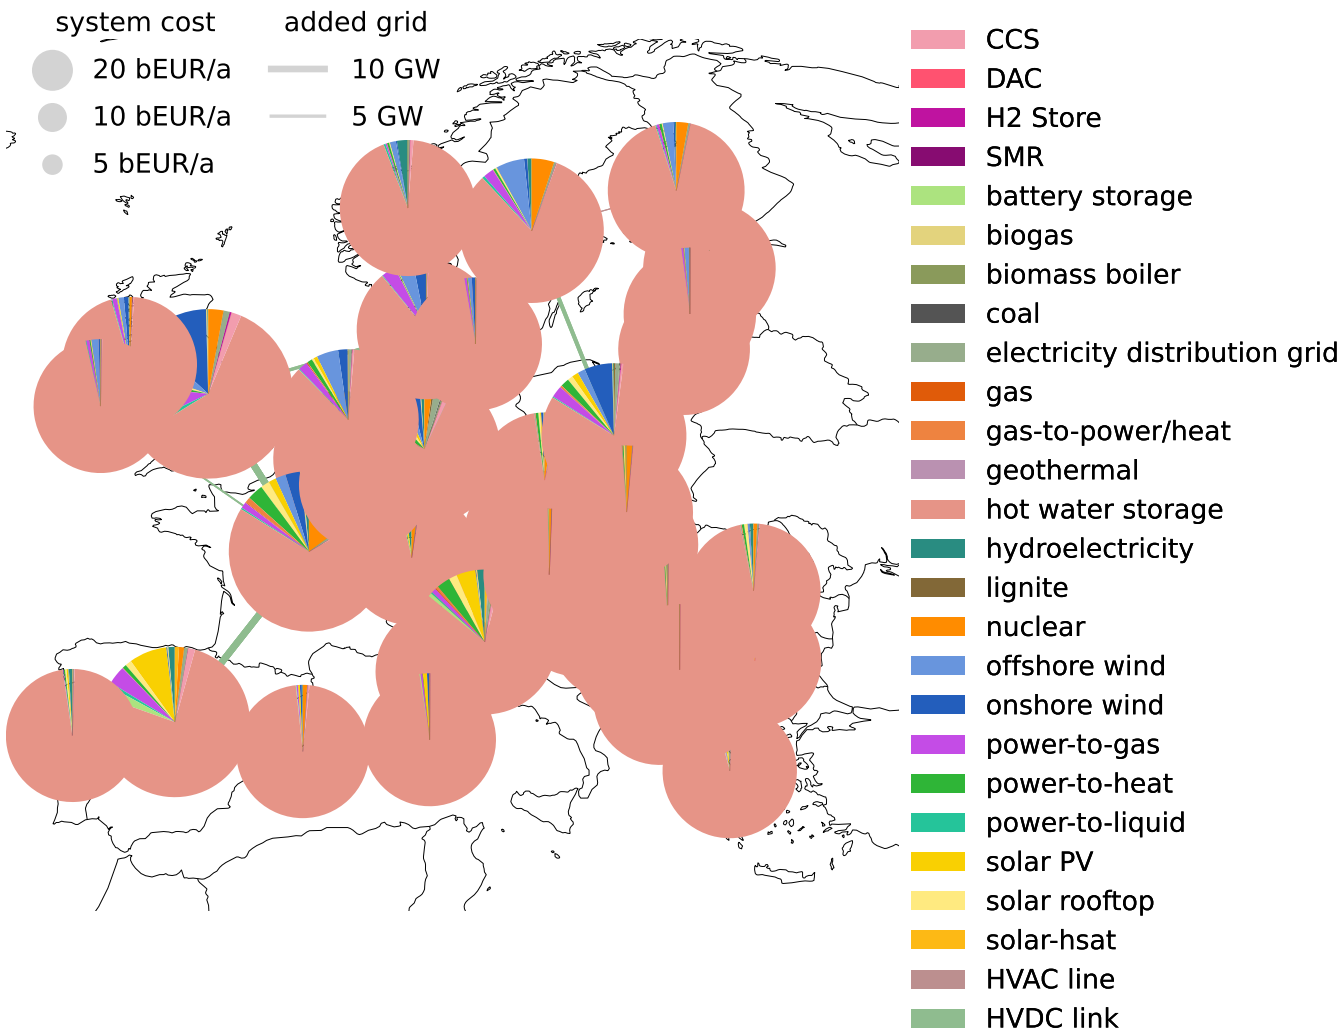 system cost
20 bEUR/a
10 bEUR/a
5 bEUR/a
added grid
10 GW
5 GW
CCS
DAC
H2 Store
SMR
battery storage
biogas
biomass boiler
coal
electricity distribution grid
gas
gas-to-power/heat
geothermal
hot water storage
hydroelectricity
lignite
nuclear
offshore wind
onshore wind
power-to-gas
power-to-heat
power-to-liquid
solar PV
solar rooftop
solar-hsat
HVAC line
HVDC link